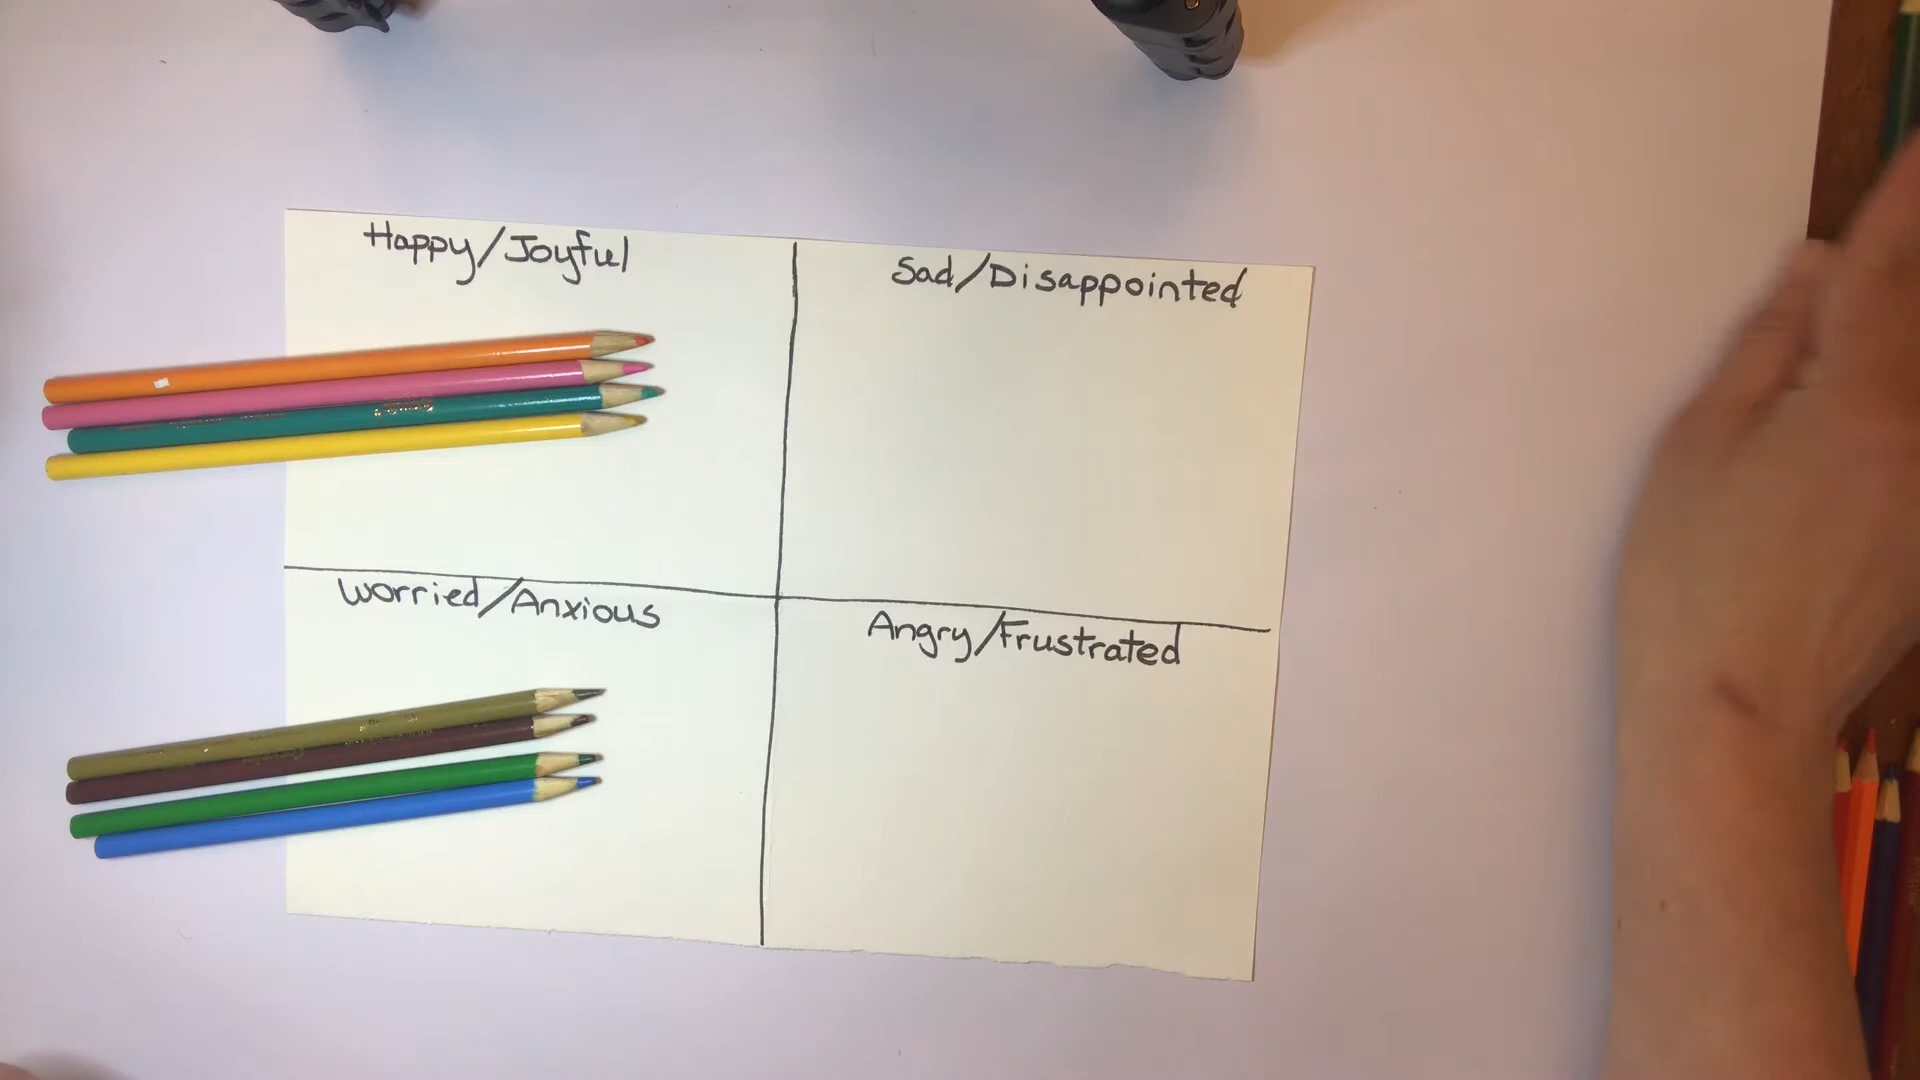 Happy/Joyful
Sad/Disappointed
Worried/Anxious
Angry/Frustrated